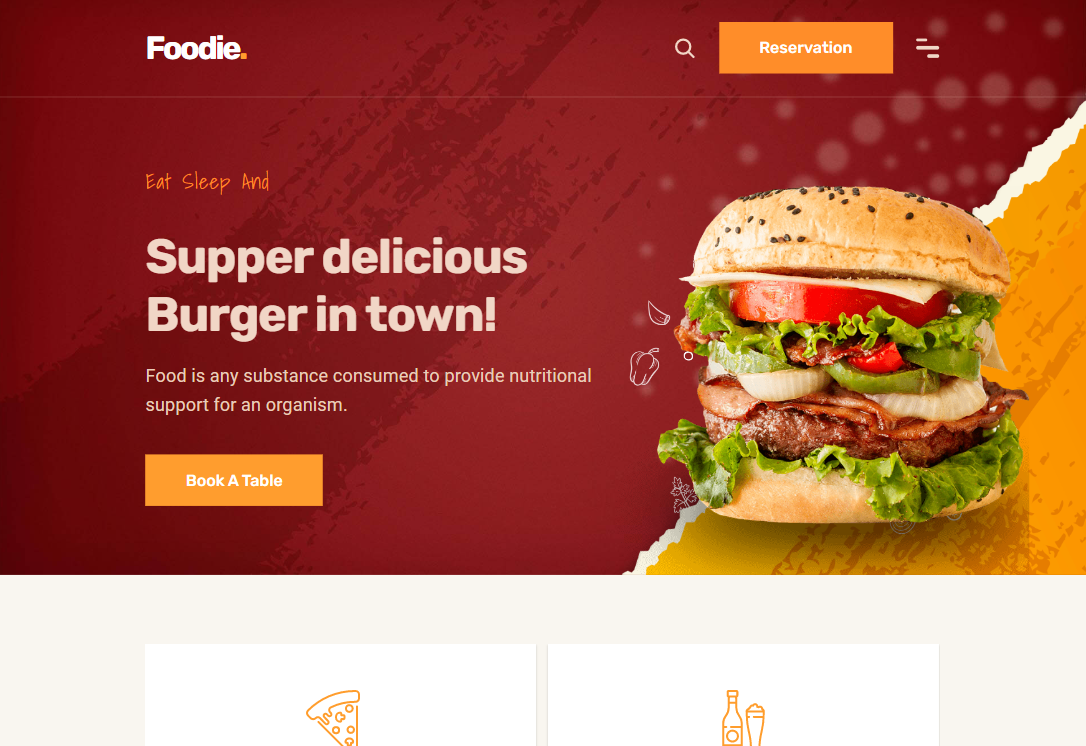 Foodie.
Reservation
Eat Sleep And
Supper delicious
Burger in town!
Food is any substance consumed to provide nutritional
support for an organism.
Book A Table